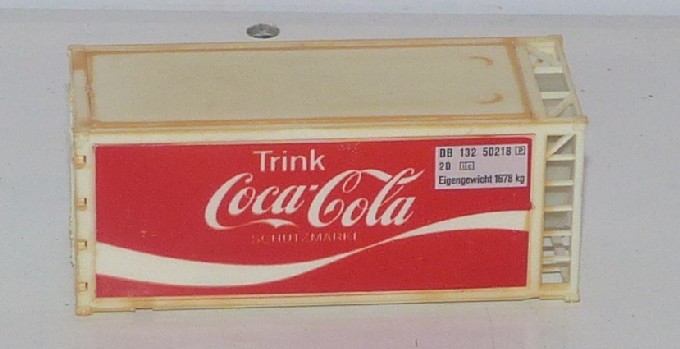 Trink
Coca-Cola
SCHUTZMARKE
DB 132 50218 P
20
Eigengewicht 1678 kg